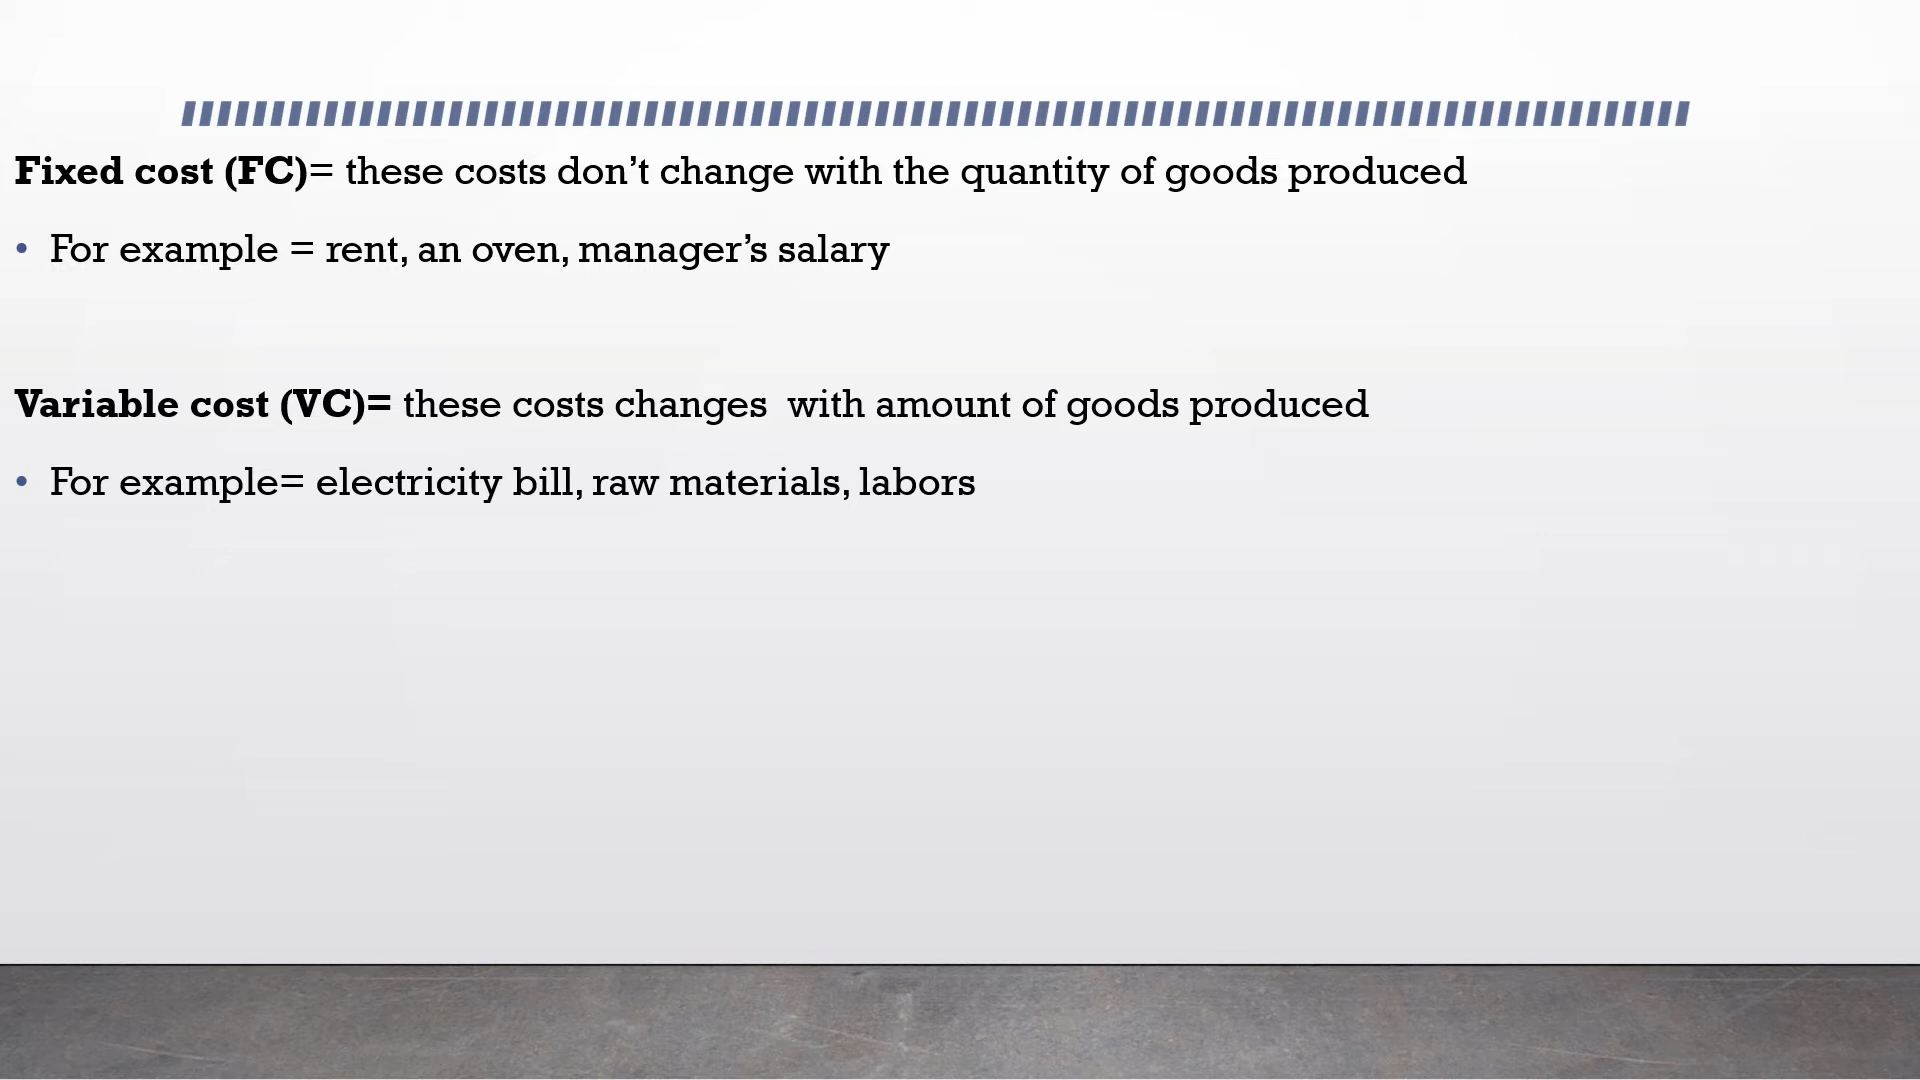 Fixed cost (FC)= these costs don’t change with the quantity of goods produced
• For example = rent, an oven, manager’s salary
Variable cost (VC)= these costs changes  with amount of goods produced
• For example= electricity bill, raw materials, labors